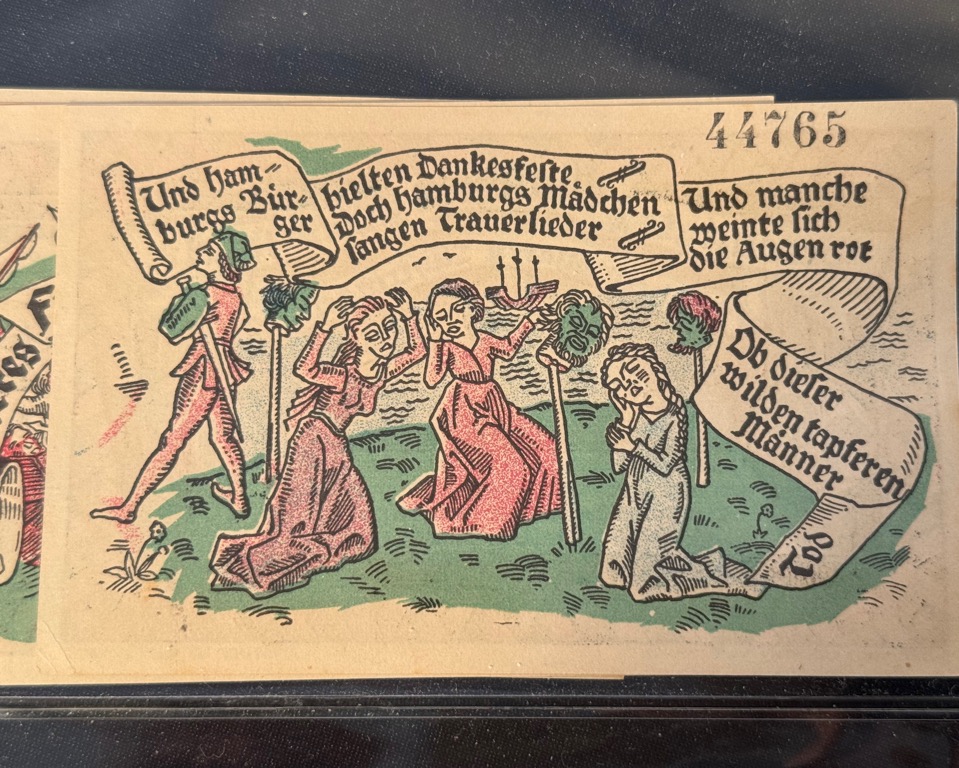 44765
Und ham-
burgs Bür-
ger
hielten Dankesfeste
Doch hamburgs Mädchen
sangen Trauerlieder
Und manche
weinte sich
die Augen rot
Ob dieser
wilden tapferen
Männer
Tod